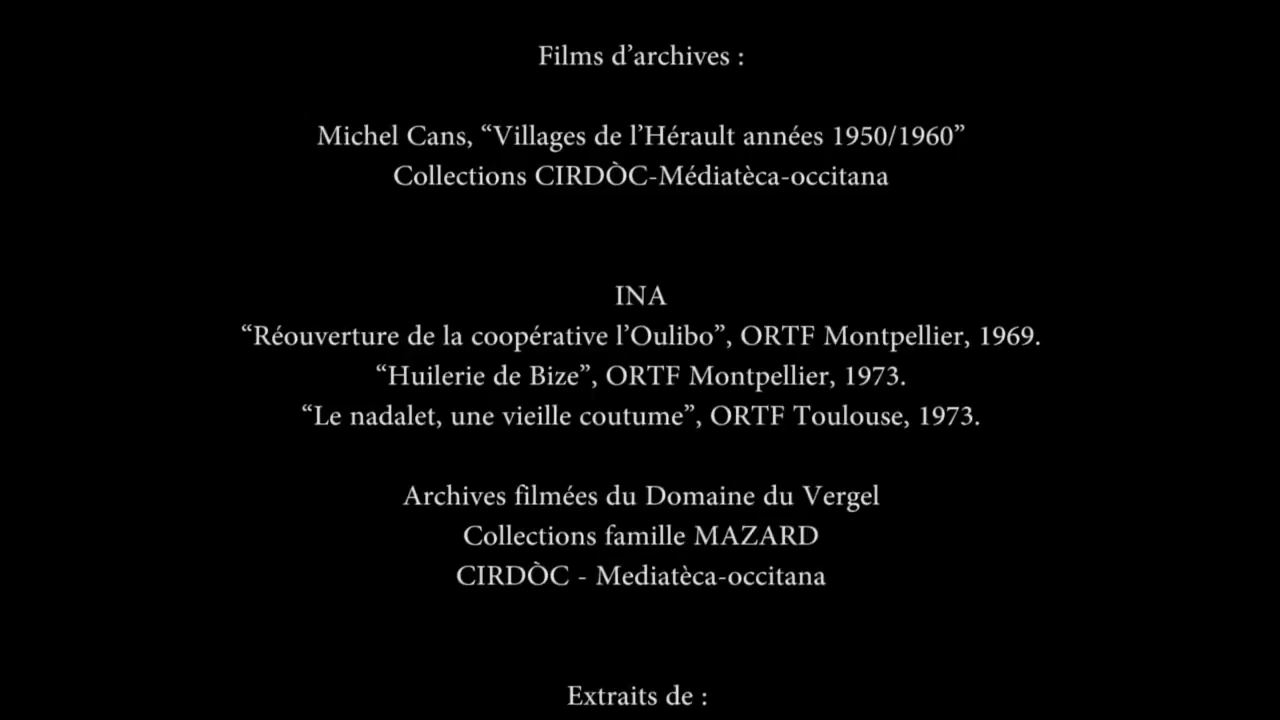 Films d’archives :
Michel Cans, “Villages de l’Hérault années 1950/1960”
Collections CIRDÒC-Médiatèca-occitana
INA
“Réouverture de la coopérative l’Oulibo”, ORTF Montpellier, 1969.
“Huilerie de Bize”, ORTF Montpellier, 1973.
“Le nadalet, une vieille coutume”, ORTF Toulouse, 1973.
Archives filmées du Domaine du Vergel
Collections famille MAZARD
CIRDÒC - Mediatèca-occitana
Extraits de :